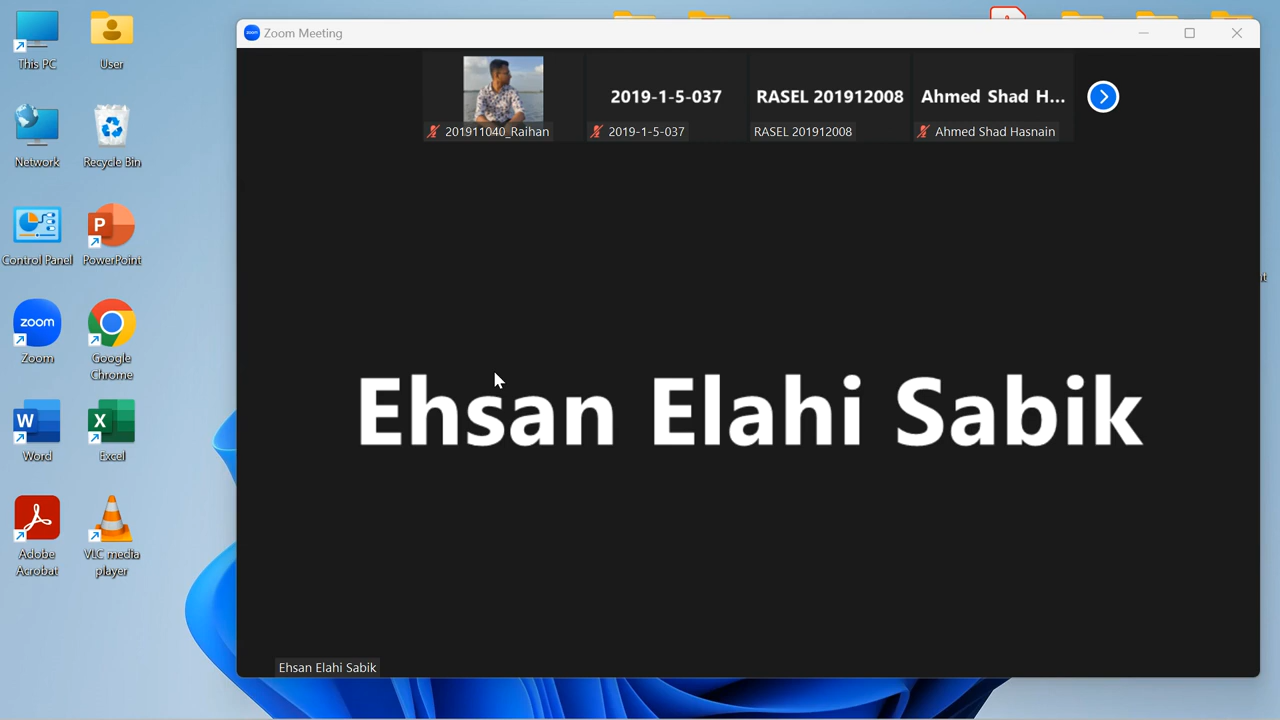 Zoom Meeting
201911040_Raihan
2019-1-5-037
2019-1-5-037
RASEL 201912008
RASEL 201912008
Ahmed Shad H...
Ahmed Shad Hasnain
Ehsan Elahi Sabik
Ehsan Elahi Sabik
This PC
User
Network
Recycle Bin
Control Panel
P
PowerPoint
zoom
Zoom
Google
Chrome
W
Word
X
Excel
Adobe
Acrobat
VLC media
player